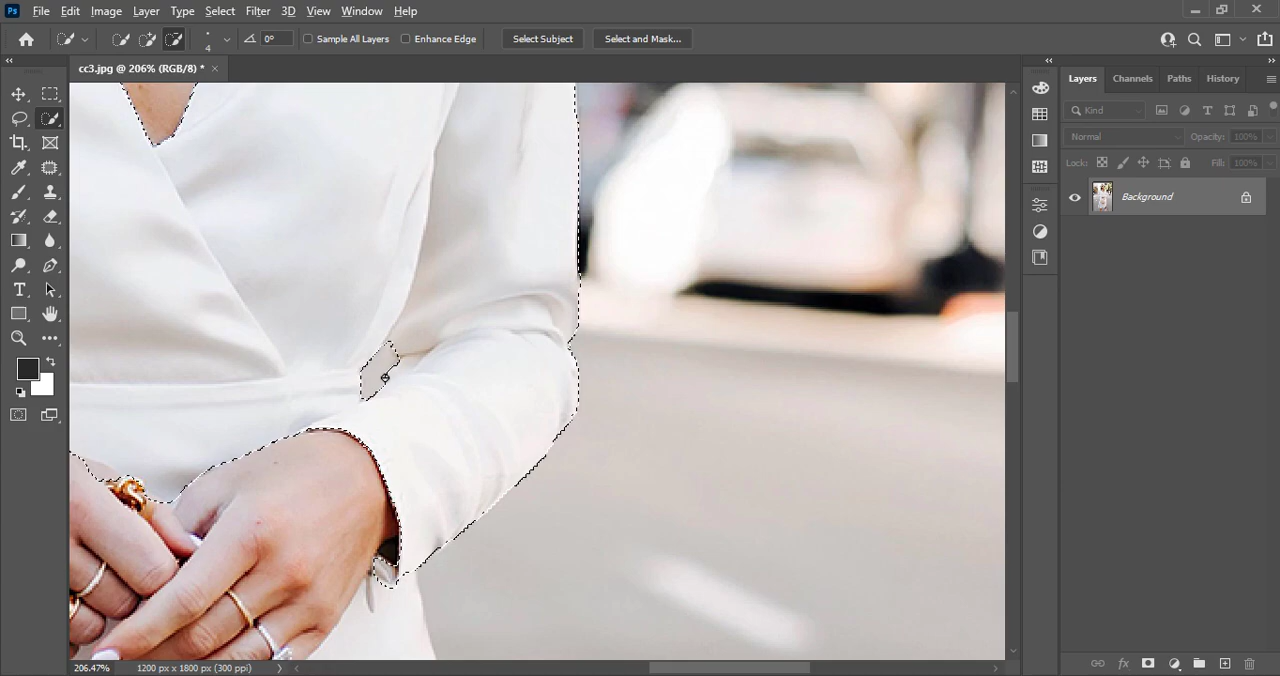 Ps File Edit Image Layer Type Select Filter 3D View Window Help
4 0° Sample All Layers Enhance Edge Select Subject Select and Mask...
cc3.jpg @ 206% (RGB/8) * ×
Layers Channels Paths History
Kind
Normal Opacity: 100%
Lock: Fill: 100%
Background
206.47% 1200 px x 1800 px (300 ppi)